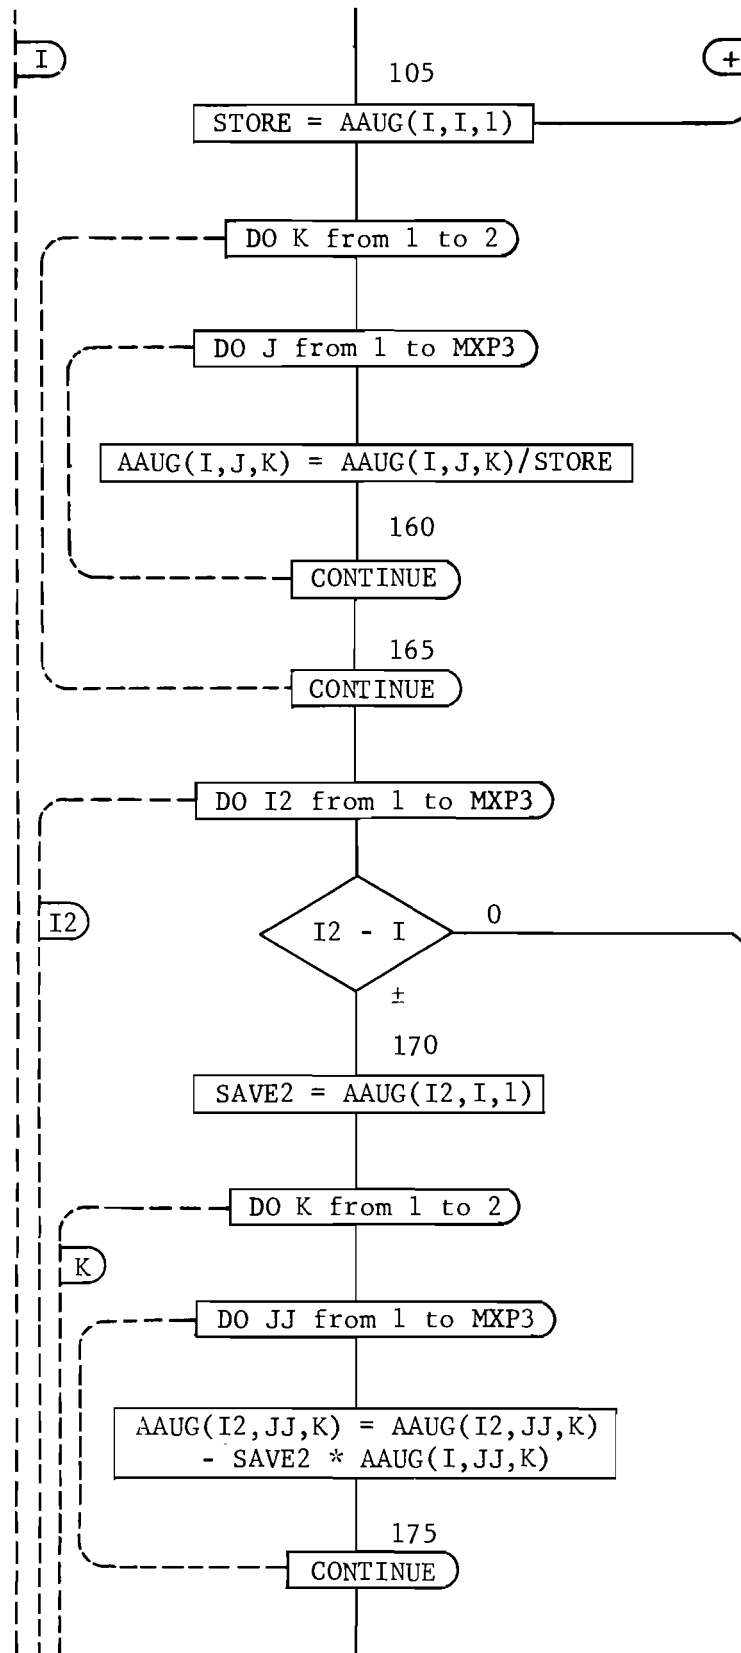 I
+
105
STORE = AAUG(I,I,1)
DO K from 1 to 2
DO J from 1 to MXP3
AAUG(I,J,K) = AAUG(I,J,K)/STORE
160
CONTINUE
165
CONTINUE
DO I2 from 1 to MXP3
I2
I2 - I
0
±
170
SAVE2 = AAUG(I2,I,1)
DO K from 1 to 2
K
DO JJ from 1 to MXP3
AAUG(I2,JJ,K) = AAUG(I2,JJ,K)
- SAVE2 * AAUG(I,JJ,K)
175
CONTINUE